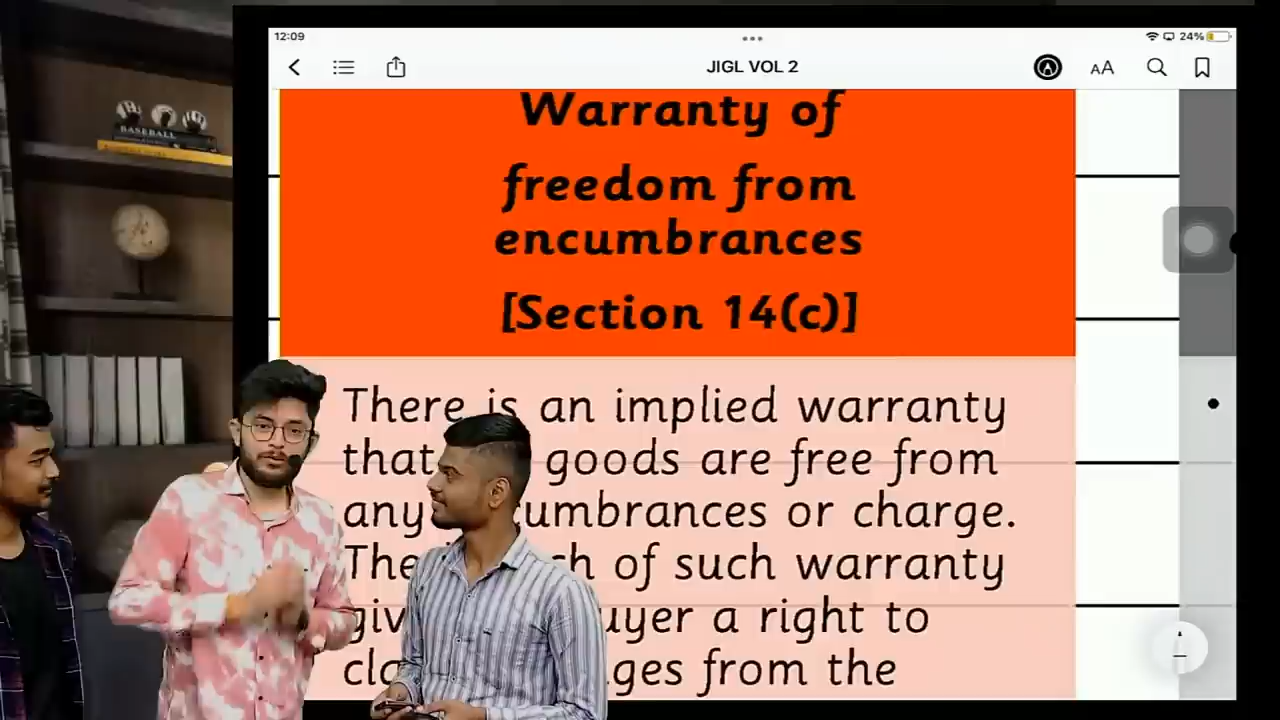 12:09
24%
JIGL VOL 2
AA
BASEBALL
Warranty of
freedom from
encumbrances
[Section 14(c)]
There is an implied warranty
that goods are free from
any or charge.
of such warranty
a right to
from the